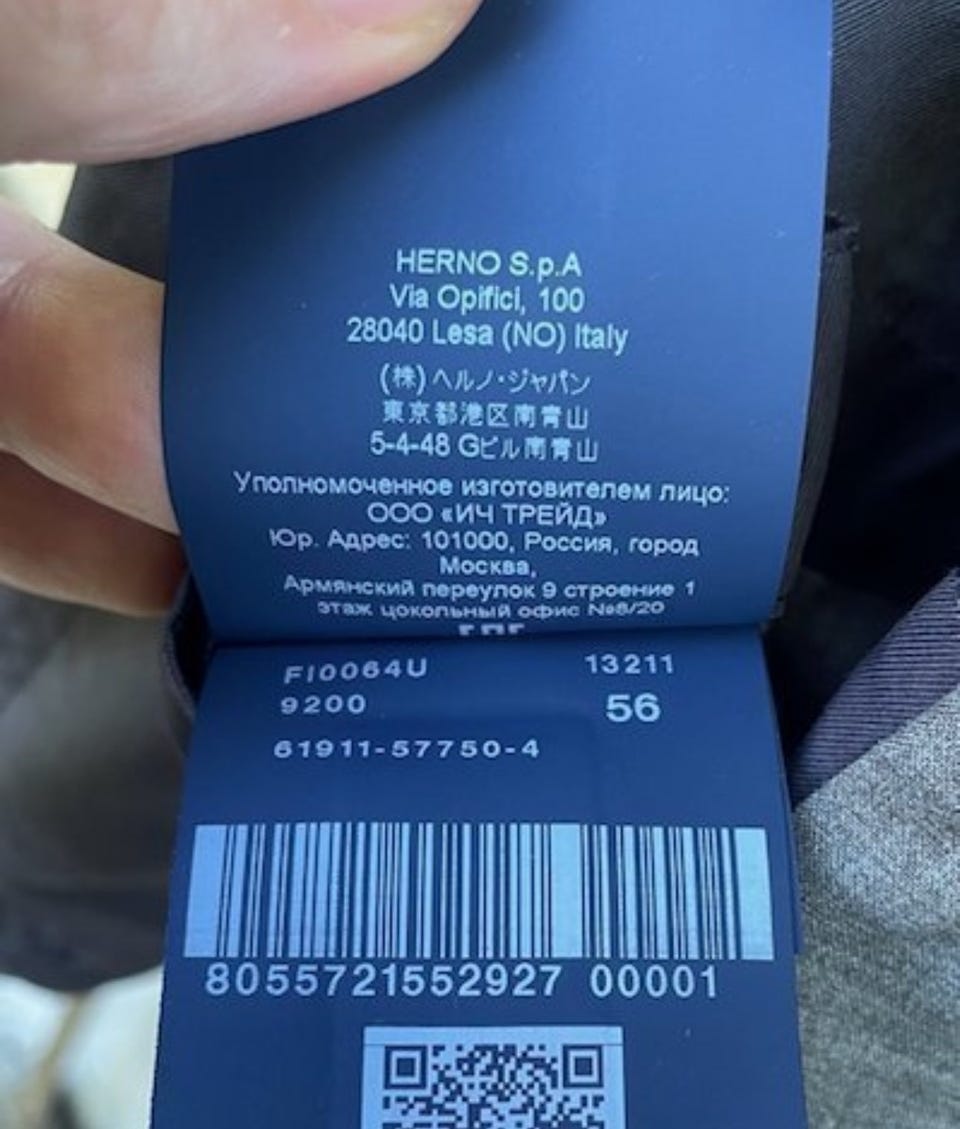 HERNO S.p.A
Via Opifici, 100
28040 Lesa (NO) Italy
(株)ヘルノ・ジャパン
東京都港区南青山
5-4-48 Gビル南青山
Уполномоченное изготовителем лицо:
ООО «ИЧ ТРЕЙД»
Юр. Адрес: 101000, Россия, город
Москва,
Армянский переулок 9 строение 1
этаж цокольный офис №8/20
FI0064U 13211
9200 56
61911-57750-4
8055721552927 00001